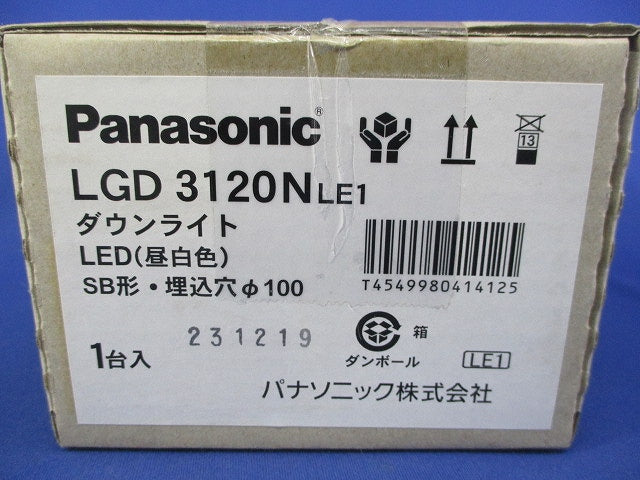 Panasonic®
13
LGD 3120N LE1
ダウンライト
LED(昼白色)
SB形・埋込穴φ100
T4549980414125
1台入
231219
箱
ダンボール
LE1
パナソニック株式会社